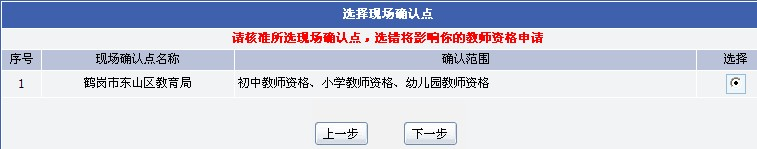 选择现场确认点
请核准所选现场确认点，选错将影响你的教师资格申请
序号 现场确认点名称 确认范围 选择
1 鹤岗市东山区教育局 初中教师资格、小学教师资格、幼儿园教师资格
上一步 下一步